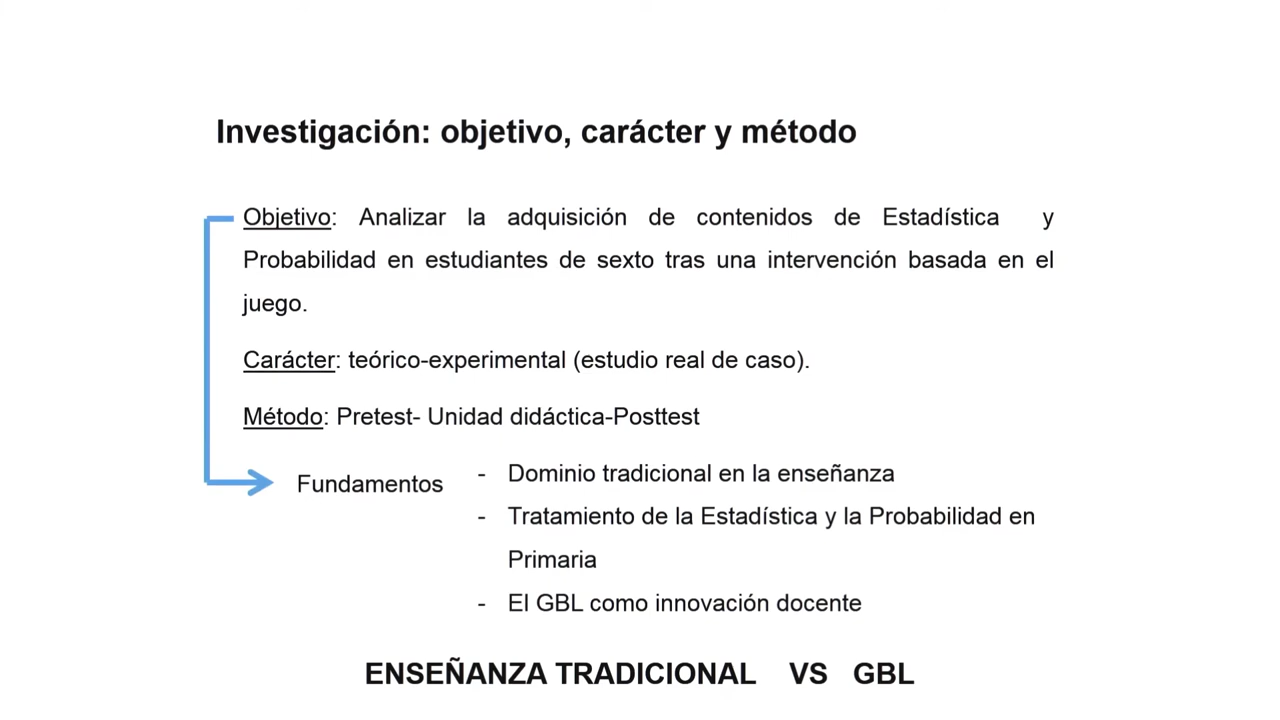 Investigación: objetivo, carácter y método
Objetivo: Analizar la adquisición de contenidos de Estadística y
Probabilidad en estudiantes de sexto tras una intervención basada en el
juego.
Carácter: teórico-experimental (estudio real de caso).
Método: Pretest- Unidad didáctica-Posttest
Fundamentos
- Dominio tradicional en la enseñanza
- Tratamiento de la Estadística y la Probabilidad en
Primaria
- El GBL como innovación docente
ENSEÑANZA TRADICIONAL VS GBL